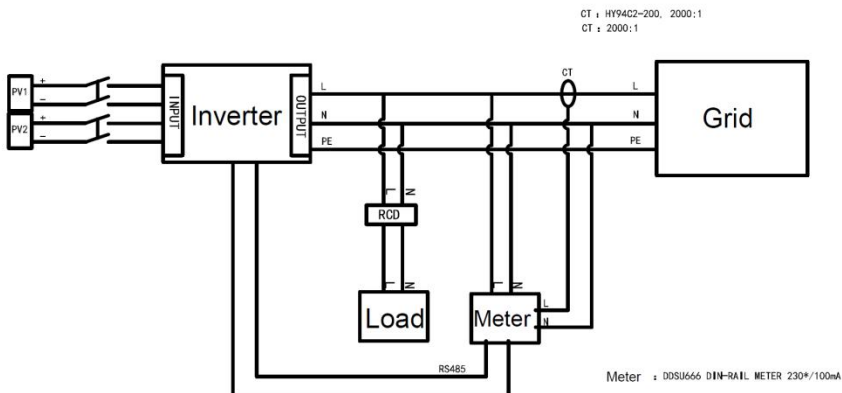 CT : HY94C2-200, 2000:1
CT : 2000:1
PV1
+
−
PV2
+
−
INPUT
Inverter
OUTPUT
L
N
PE
CT
L
N
PE
Grid
L
N
RCD
L
N
Load
L
N
Meter
L
N
RS485
Meter : DDSU666 DIN-RAIL METER 230*/100mA